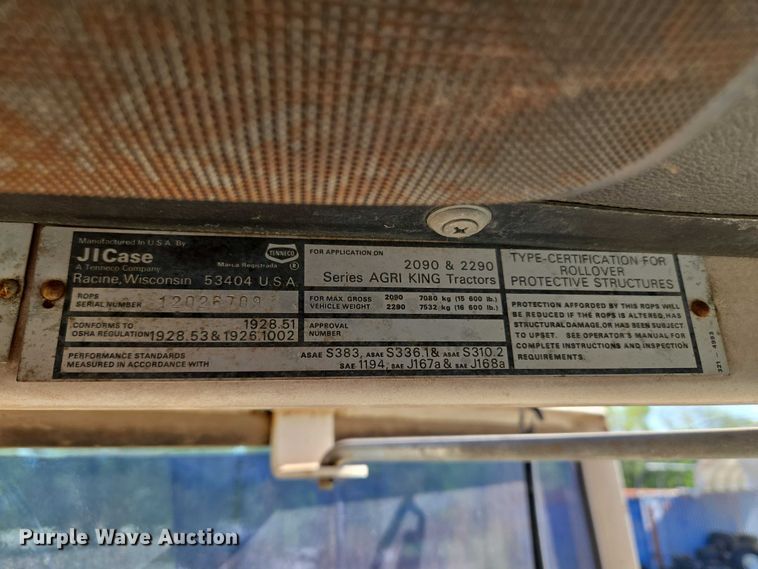 Manufactured In U.S.A. By
JICase
A Tenneco Company
Marca Registrada
TENNECO
®
Racine, Wisconsin 53404 U.S.A.
ROPS
SERIAL NUMBER
CONFORMS TO 1928.51
OSHA REGULATION 1928.53 & 1926.1002
PERFORMANCE STANDARDS
MEASURED IN ACCORDANCE WITH
ASAE S383, ASAE S336.1& ASAE S310.2
SAE 1194, SAE J167a & SAE J168a
FOR APPLICATION ON
2090 & 2290
Series AGRI KING Tractors
FOR MAX. GROSS 2090 7080 kg (15 600 lb.)
VEHICLE WEIGHT 2290 7532 kg (16 600 lb.)
APPROVAL
NUMBER
TYPE-CERTIFICATION FOR
ROLLOVER
PROTECTIVE STRUCTURES
PROTECTION AFFORDED BY THIS ROPS WILL
BE REDUCED IF THE ROPS IS ALTERED, HAS
STRUCTURAL DAMAGE, OR HAS BEEN SUBJECT
TO UPSET. SEE OPERATOR'S MANUAL FOR
COMPLETE INSTRUCTIONS AND INSPECTION
REQUIREMENTS.
Purple Wave Auction